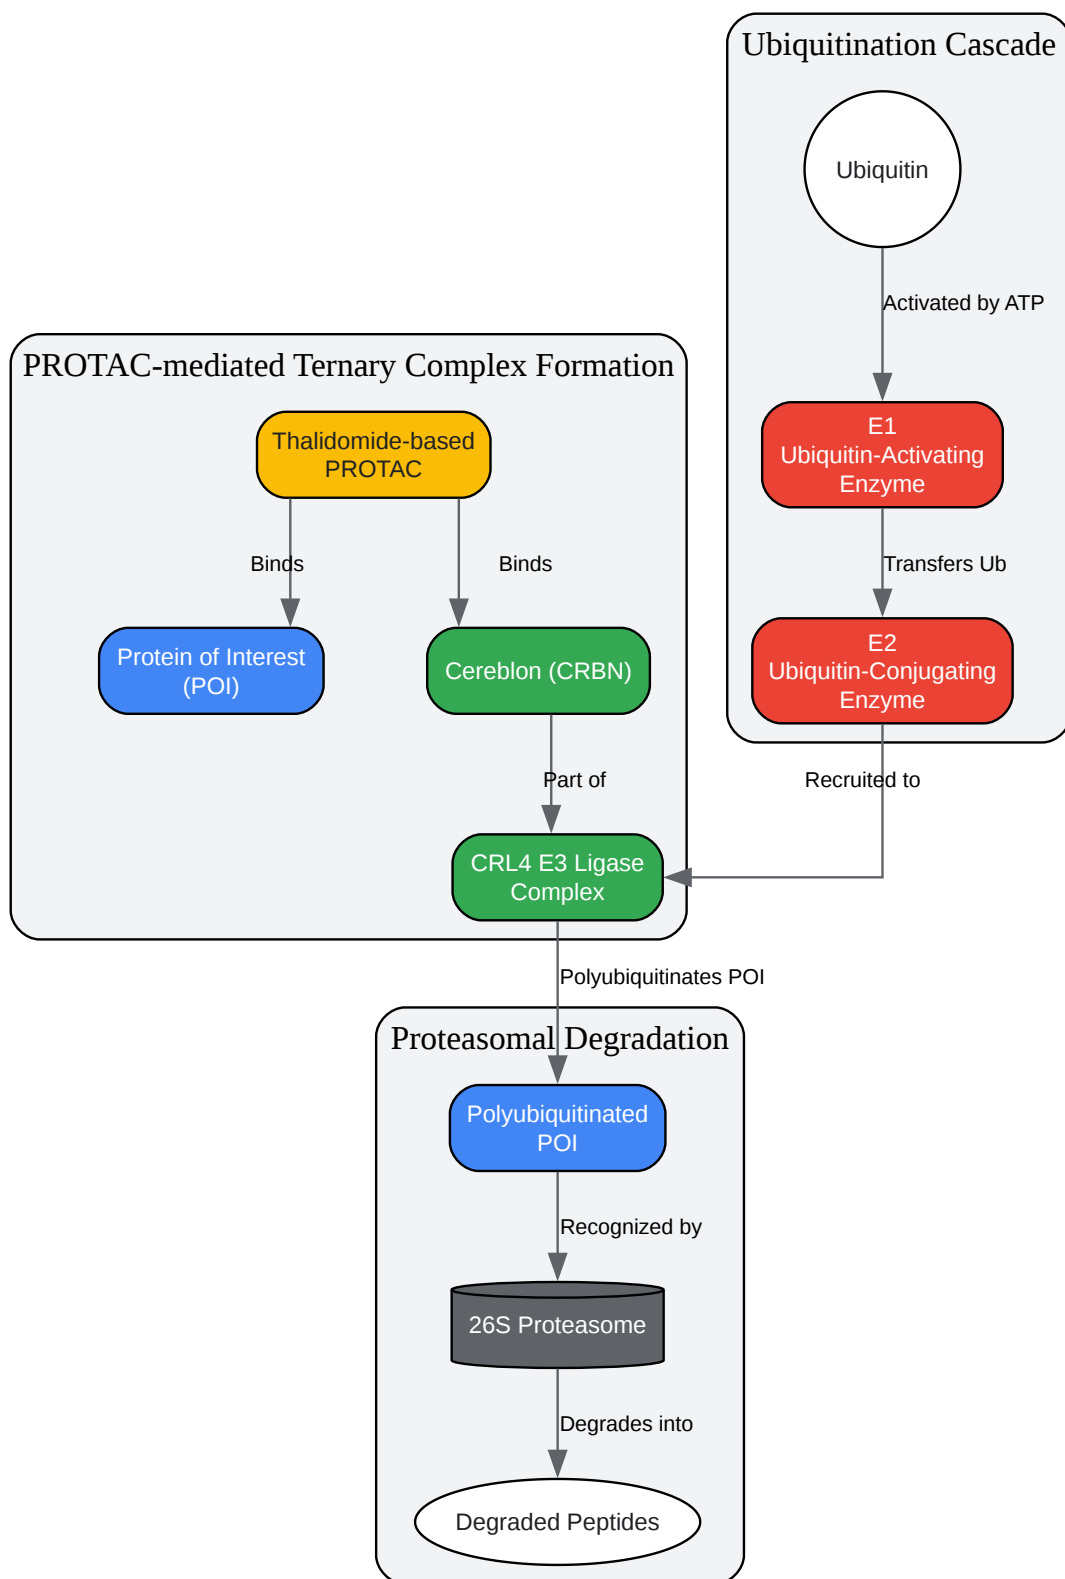 Ubiquitination Cascade
Ubiquitin
Activated by ATP
E1
Ubiquitin-Activating
Enzyme
Transfers Ub
E2
Ubiquitin-Conjugating
Enzyme
Recruited to
PROTAC-mediated Ternary Complex Formation
Thalidomide-based
PROTAC
Binds
Binds
Protein of Interest
(POI)
Cereblon (CRBN)
Part of
CRL4 E3 Ligase
Complex
Polyubiquitinates POI
Proteasomal Degradation
Polyubiquitinated
POI
Recognized by
26S Proteasome
Degrades into
Degraded Peptides